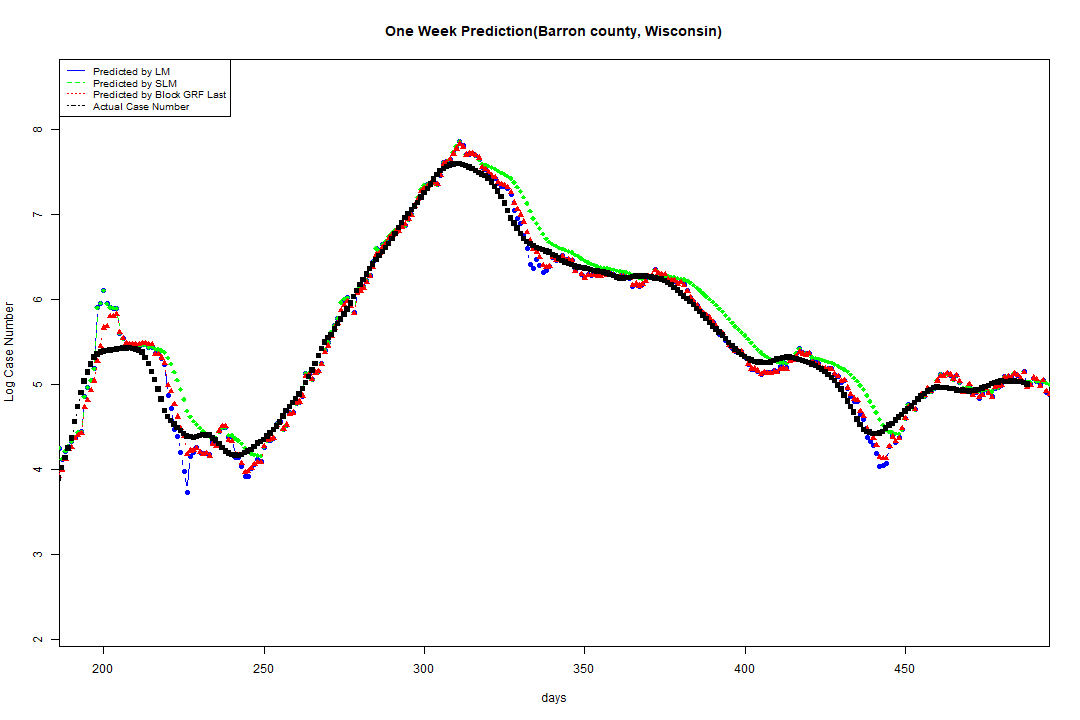 One Week Prediction(Barron county, Wisconsin)
Predicted by LM
Predicted by SLM
Predicted by Block GRF Last
Actual Case Number
8
7
6
5
4
3
2
Log Case Number
200 250 300 350 400 450
days